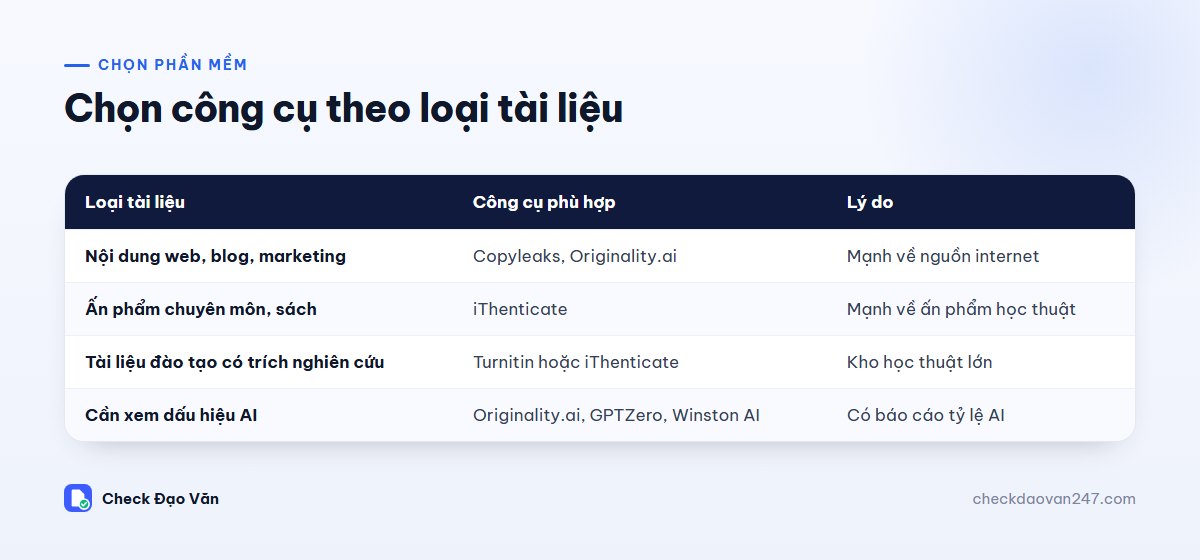 CHỌN PHẦN MỀM
Chọn công cụ theo loại tài liệu
Loại tài liệu Công cụ phù hợp Lý do
Nội dung web, blog, marketing Copyleaks, Originality.ai Mạnh về nguồn internet
Ấn phẩm chuyên môn, sách iThenticate Mạnh về ấn phẩm học thuật
Tài liệu đào tạo có trích nghiên cứu Turnitin hoặc iThenticate Kho học thuật lớn
Cần xem dấu hiệu AI Originality.ai, GPTZero, Winston AI Có báo cáo tỷ lệ AI
Check Đạo Văn checkdaovan247.com